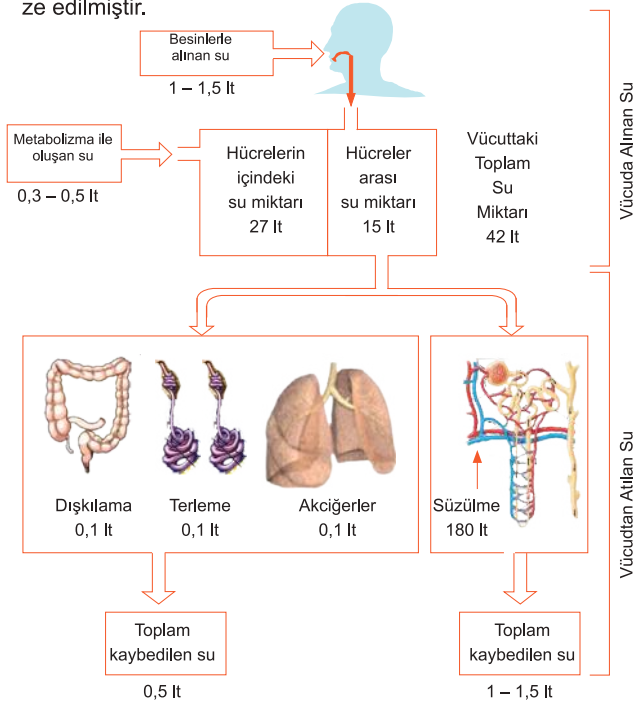 ze edilmiştir.
Besinlerle
alınan su
1 – 1,5 lt
Metabolizma ile
oluşan su
0,3 – 0,5 lt
Hücrelerin
içindeki
su miktarı
27 lt
Hücreler
arası
su miktarı
15 lt
Vücuttaki
Toplam
Su
Miktarı
42 lt
Vücuda Alınan Su
Dışkılama
0,1 lt
Terleme
0,1 lt
Akciğerler
0,1 lt
Süzülme
180 lt
Vücudtan Atılan Su
Toplam
kaybedilen su
0,5 lt
Toplam
kaybedilen su
1 – 1,5 lt